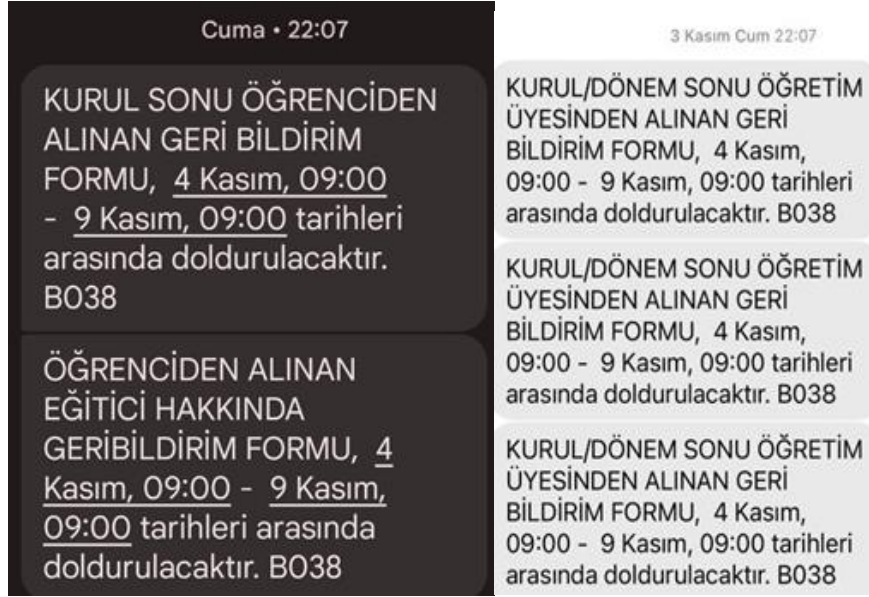 Cuma • 22:07
KURUL SONU ÖĞRENCİDEN
ALINAN GERİ BİLDİRİM
FORMU,  4 Kasım, 09:00
-  9 Kasım, 09:00 tarihleri
arasında doldurulacaktır.
B038
ÖĞRENCİDEN ALINAN
EĞİTİCİ HAKKINDA
GERİBİLDİRİM FORMU,  4
Kasım, 09:00 -  9 Kasım,
09:00 tarihleri arasında
doldurulacaktır. B038
3 Kasım Cum 22:07
KURUL/DÖNEM SONU ÖĞRETİM
ÜYESİNDEN ALINAN GERİ
BİLDİRİM FORMU,  4 Kasım,
09:00 -  9 Kasım, 09:00 tarihleri
arasında doldurulacaktır. B038
KURUL/DÖNEM SONU ÖĞRETİM
ÜYESİNDEN ALINAN GERİ
BİLDİRİM FORMU,  4 Kasım,
09:00 -  9 Kasım, 09:00 tarihleri
arasında doldurulacaktır. B038
KURUL/DÖNEM SONU ÖĞRETİM
ÜYESİNDEN ALINAN GERİ
BİLDİRİM FORMU,  4 Kasım,
09:00 -  9 Kasım, 09:00 tarihleri
arasında doldurulacaktır. B038